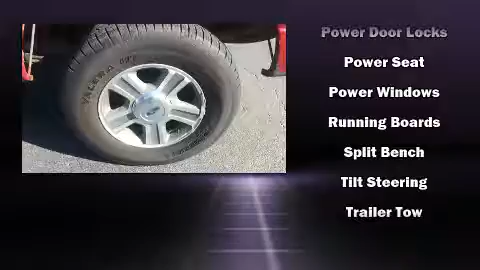 Power Door Locks
Power Seat
Power Windows
Running Boards
Split Bench
Tilt Steering
Trailer Tow